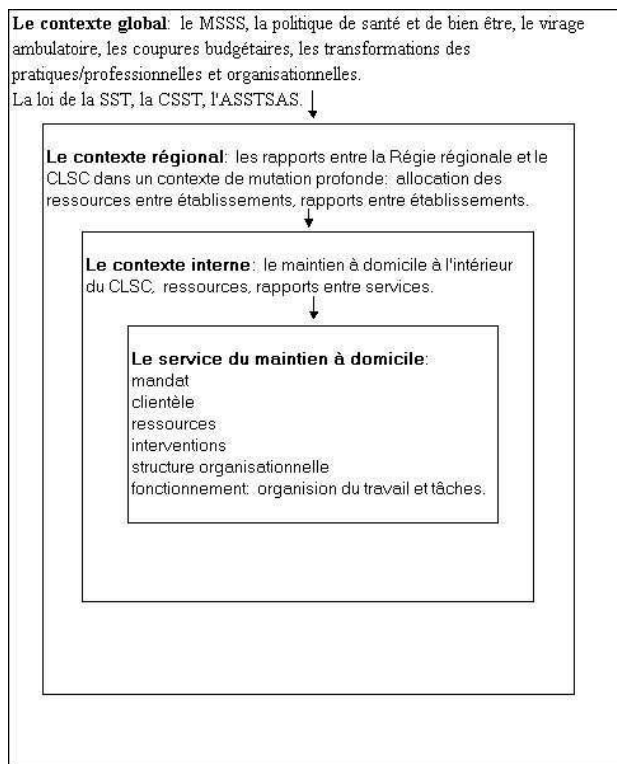 Le contexte global: le MSSS, la politique de santé et de bien être, le virage
ambulatoire, les coupures budgétaires, les transformations des
pratiques/professionnelles et organisationnelles.
La loi de la SST, la CSST, l'ASSTSAS.
Le contexte régional: les rapports entre la Régie régionale et le
CLSC dans un contexte de mutation profonde: allocation des
ressources entre établissements, rapports entre établissements.
Le contexte interne: le maintien à domicile à l'intérieur
du CLSC, ressources, rapports entre services.
Le service du maintien à domicile:
mandat
clientèle
ressources
interventions
structure organisationnelle
fonctionnement: organision du travail et tâches.